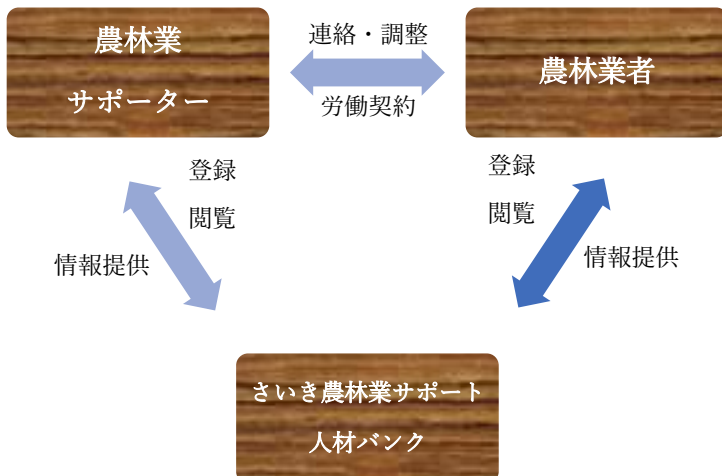 農林業
サポーター
連絡・調整
労働契約
農林業者
登録
閲覧
情報提供
登録
閲覧
情報提供
さいき農林業サポート
人材バンク